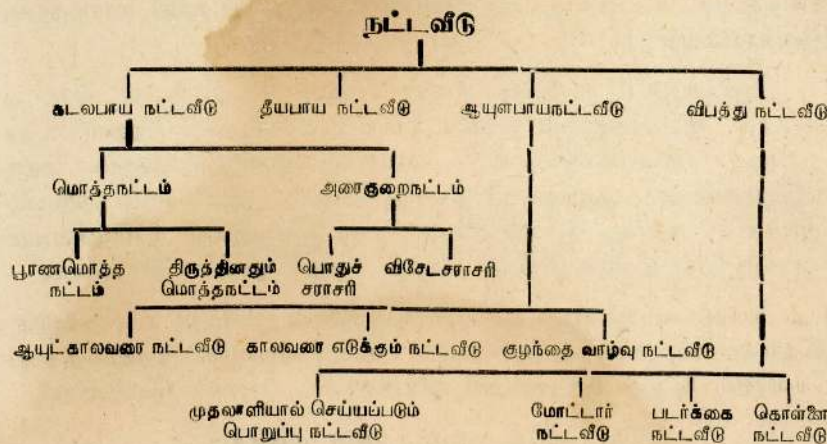 நட்டவீடு
கடலபாய நட்டவீடு தீயபாய நட்டவீடு ஆயுளபாயநட்டவீடு விபத்து நட்டவீடு
மொத்தநட்டம் அரைகுறைநட்டம்
பூரணமொத்த நட்டம்
திருத்தினதும் மொத்தநட்டம்
பொதுச் சராசரி
விசேடசராசரி
ஆயுட்காலவரை நட்டவீடு காலவரை எடுக்கும் நட்டவீடு குழந்தை வாழ்வு நட்டவீடு
முதலாளியால் செய்யப்படும்
பொறுப்பு நட்டவீடு
மோட்டார்
நட்டவீடு
படர்க்கை
நட்டவீடு
கொள்ளை
நட்டவீடு